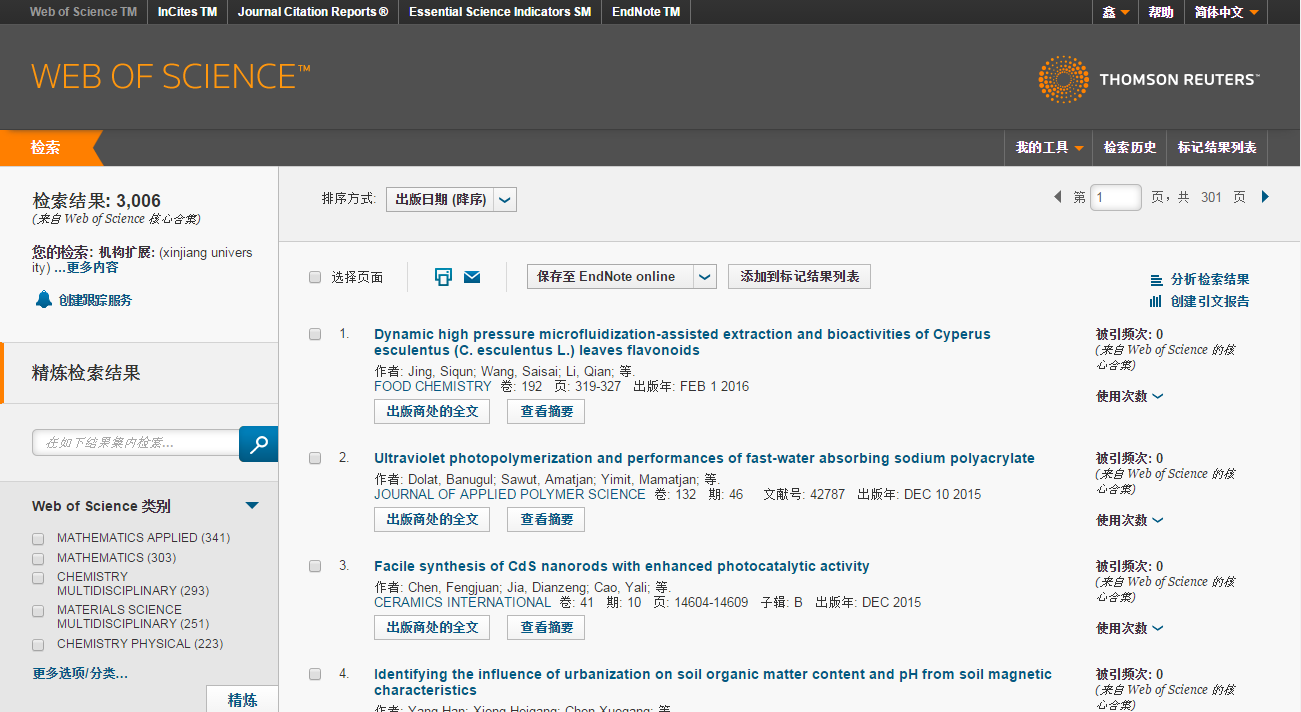 Web of Science TM InCites TM Journal Citation Reports ® Essential Science Indicators SM EndNote TM 鑫 帮助 简体中文
WEB OF SCIENCE™
THOMSON REUTERS™
检索 我的工具 检索历史 标记结果列表
检索结果: 3,006
(来自 Web of Science 核心合集)
您的检索: 机构扩展: (xinjiang univers
ity) ...更多内容
创建跟踪服务
精炼检索结果
在如下结果集内检索...
Web of Science 类别
MATHEMATICS APPLIED (341)
MATHEMATICS (303)
CHEMISTRY
MULTIDISCIPLINARY (293)
MATERIALS SCIENCE
MULTIDISCIPLINARY (251)
CHEMISTRY PHYSICAL (223)
更多选项/分类...
精炼
排序方式: 出版日期 (降序) 第 1 页，共 301 页
选择页面 保存至 EndNote online 添加到标记结果列表
分析检索结果
创建引文报告
1. Dynamic high pressure microfluidization-assisted extraction and bioactivities of Cyperus
esculentus (C. esculentus L.) leaves flavonoids
作者: Jing, Siqun; Wang, Saisai; Li, Qian; 等.
FOOD CHEMISTRY 卷: 192 页: 319-327 出版年: FEB 1 2016
出版商处的全文 查看摘要
被引频次: 0
(来自 Web of Science 的核
心合集)
使用次数
2. Ultraviolet photopolymerization and performances of fast-water absorbing sodium polyacrylate
作者: Dolat, Banugul; Sawut, Amatjan; Yimit, Mamatjan; 等.
JOURNAL OF APPLIED POLYMER SCIENCE 卷: 132 期: 46 文献号: 42787 出版年: DEC 10 2015
出版商处的全文 查看摘要
被引频次: 0
(来自 Web of Science 的核
心合集)
使用次数
3. Facile synthesis of CdS nanorods with enhanced photocatalytic activity
作者: Chen, Fengjuan; Jia, Dianzeng; Cao, Yali; 等.
CERAMICS INTERNATIONAL 卷: 41 期: 10 页: 14604-14609 子辑: B 出版年: DEC 2015
出版商处的全文 查看摘要
被引频次: 0
(来自 Web of Science 的核
心合集)
使用次数
4. Identifying the influence of urbanization on soil organic matter content and pH from soil magnetic
characteristics
作者: Yang Han; Xiong Heigang; Chen Xuegang; 等.
被引频次: 0
(来自 Web of Science 的核
心合集)